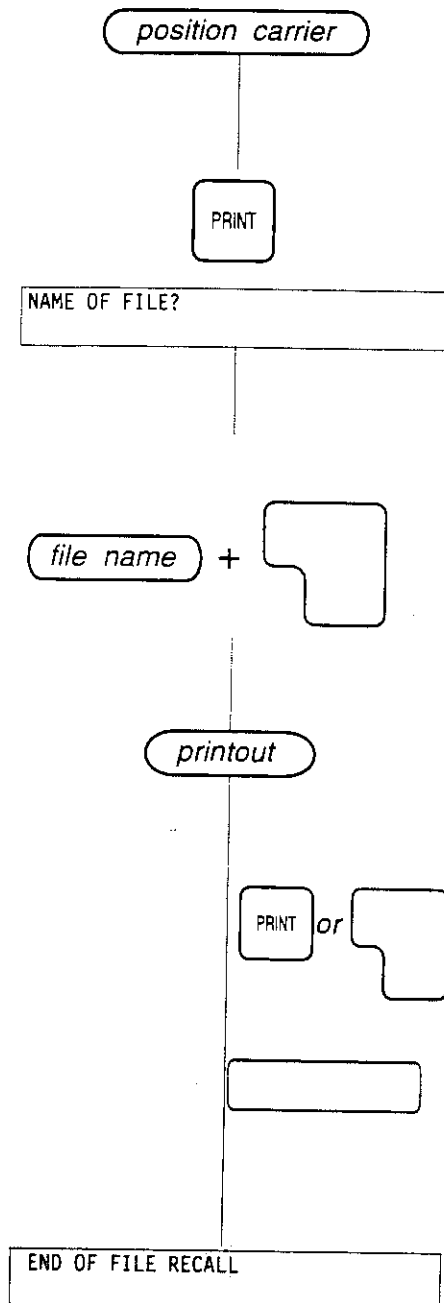 position carrier
PRINT
NAME OF FILE?
file name +
printout
PRINT or
END OF FILE RECALL